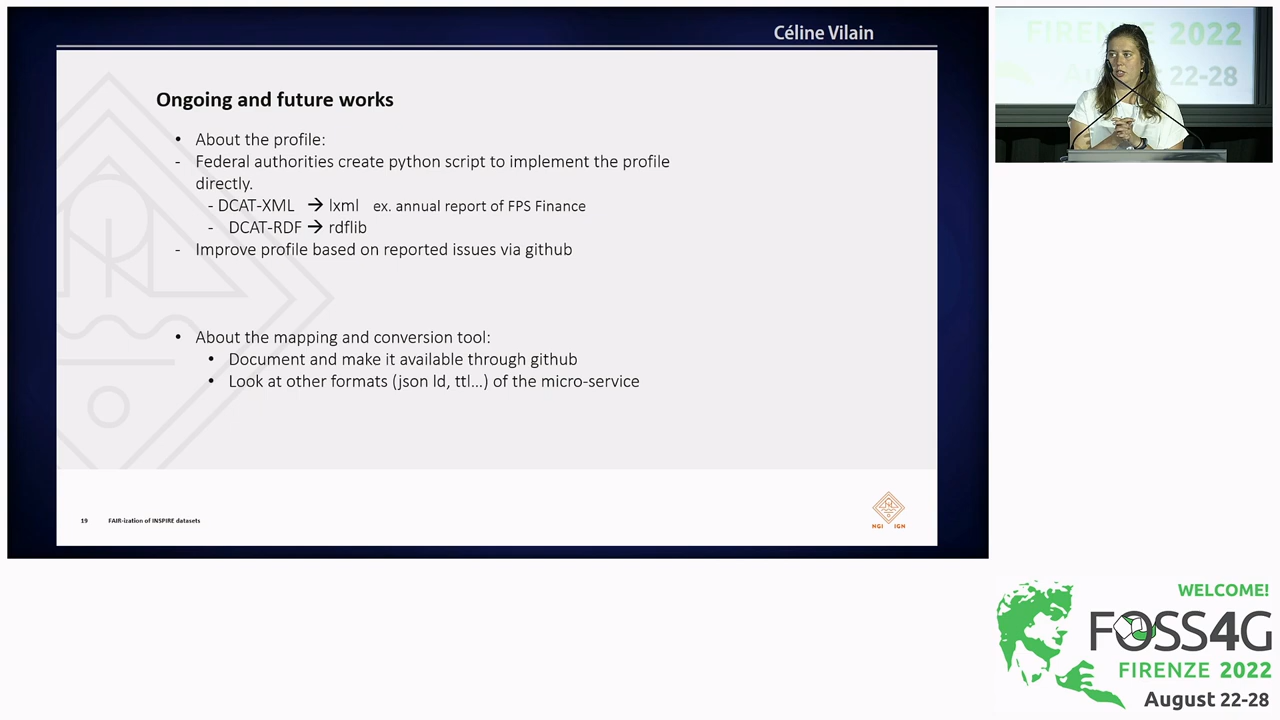 Céline Vilain
FIRENZE 2022
August 22-28
Ongoing and future works
• About the profile:
- Federal authorities create python script to implement the profile
directly.
- DCAT-XML → lxml ex. annual report of FPS Finance
- DCAT-RDF → rdflib
- Improve profile based on reported issues via github
• About the mapping and conversion tool:
• Document and make it available through github
• Look at other formats (json ld, ttl...) of the micro-service
19 FAIR-ization of INSPIRE datasets
NGI IGN
WELCOME!
FOSS4G
FIRENZE 2022
August 22-28